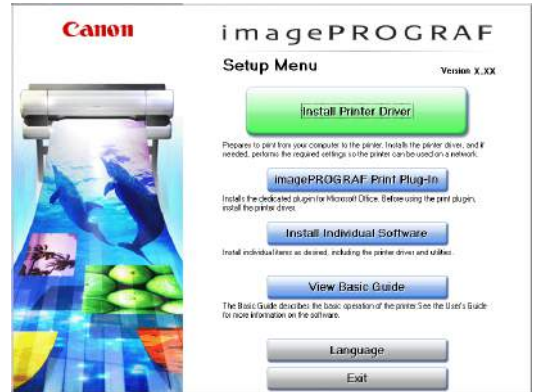 Canon
imagePROGRAF
Setup Menu
Version X.XX
Install Printer Driver
Prepares to print from your computer to the printer. Installs the printer driver, and if
needed, performs the required settings so the printer can be used on a network.
imagePROGRAF Print Plug-In
Installs the dedicated plug-in for Microsoft Office. Before using the print plug-in,
install the printer driver.
Install Individual Software
Install individual items as desired, including the printer driver and utilities.
View Basic Guide
The Basic Guide describes the basic operation of the printer.See the User's Guide
for more information on the software.
Language
Exit